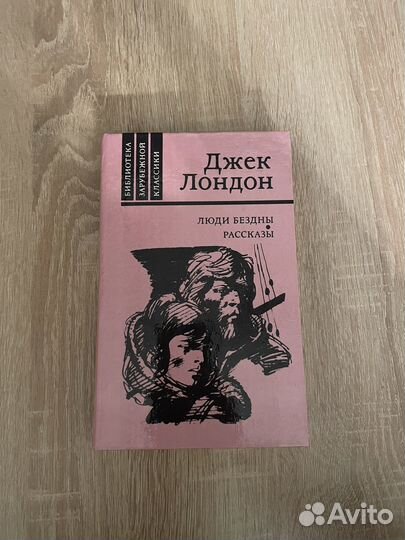 БИБЛИОТЕКА
ЗАРУБЕЖНОЙ
КЛАССИКИ
Джек
Лондон
ЛЮДИ БЕЗДНЫ
•
РАССКАЗЫ
Avito